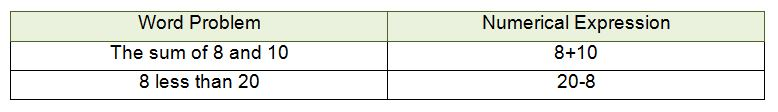 Word Problem Numerical Expression
The sum of 8 and 10 8+10
8 less than 20 20-8